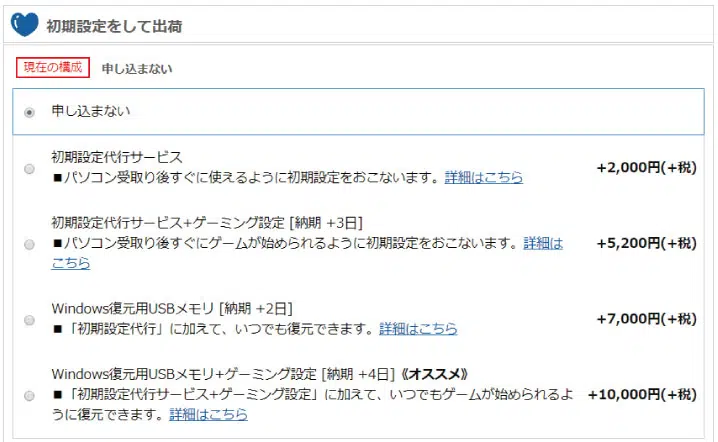 初期設定をして出荷
現在の構成 申し込まない
申し込まない
初期設定代行サービス
■パソコン受取り後すぐに使えるように初期設定をおこないます。詳細はこちら
+2,000円(+税)
初期設定代行サービス+ゲーミング設定 [納期 +3日]
■パソコン受取り後すぐにゲームが始められるように初期設定をおこないます。詳細は
こちら
+5,200円(+税)
Windows復元用USBメモリ [納期 +2日]
■「初期設定代行」に加えて、いつでも復元できます。詳細はこちら
+7,000円(+税)
Windows復元用USBメモリ+ゲーミング設定 [納期 +4日]《オススメ》
■「初期設定代行サービス+ゲーミング設定」に加えて、いつでもゲームが始められるよ
うに復元できます。詳細はこちら
+10,000円(+税)